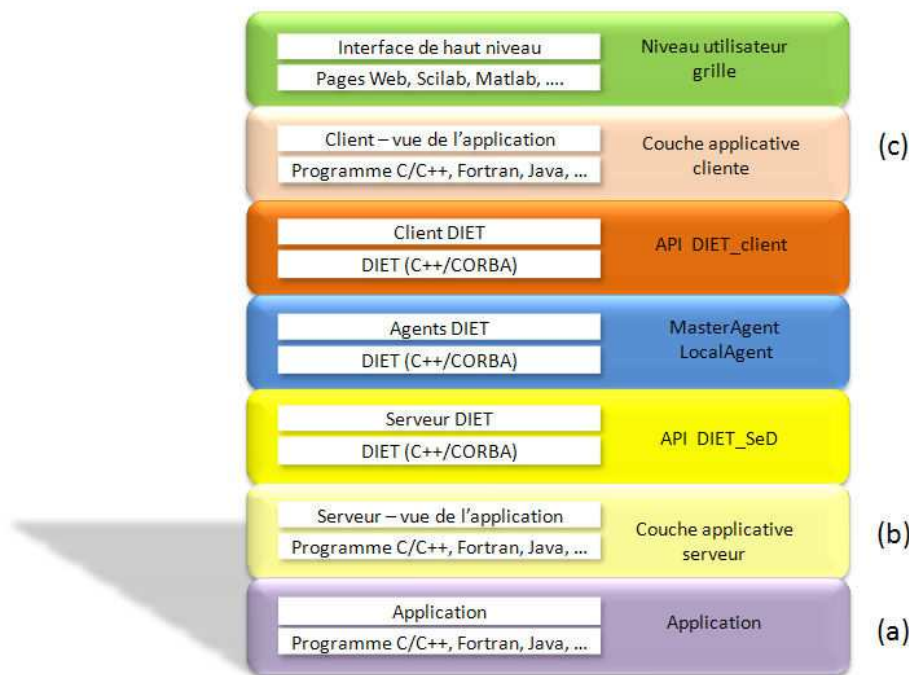 Interface de haut niveau
Pages Web, Scilab, Matlab, ....
Niveau utilisateur
grille
Client – vue de l'application
Programme C/C++, Fortran, Java, ...
Couche applicative
cliente
(c)
Client DIET
DIET (C++/CORBA)
API DIET_client
Agents DIET
DIET (C++/CORBA)
MasterAgent
LocalAgent
Serveur DIET
DIET (C++/CORBA)
API DIET_SeD
Serveur – vue de l'application
Programme C/C++, Fortran, Java, ...
Couche applicative
serveur
(b)
Application
Programme C/C++, Fortran, Java, ...
Application
(a)